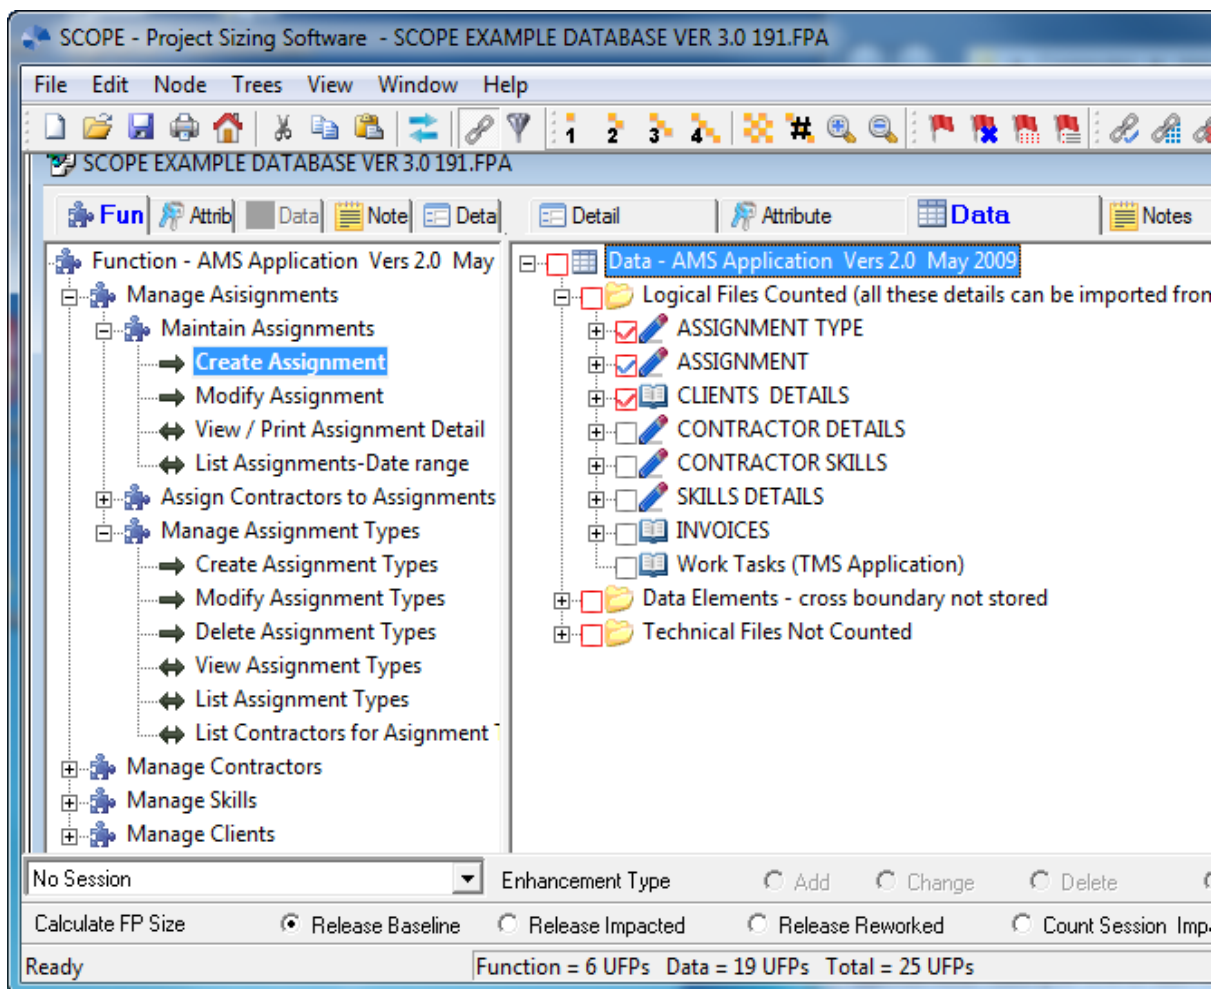 SCOPE - Project Sizing Software - SCOPE EXAMPLE DATABASE VER 3.0 191.FPA
File Edit Node Trees View Window Help
1 2 3 4 #
SCOPE EXAMPLE DATABASE VER 3.0 191.FPA
Fun Attrib Data Note Detai Detail Attribute Data Notes
Function - AMS Application Vers 2.0 May
Manage Asisignments
Maintain Assignments
Create Assignment
Modify Assignment
View / Print Assignment Detail
List Assignments-Date range
Assign Contractors to Assignments
Manage Assignment Types
Create Assignment Types
Modify Assignment Types
Delete Assignment Types
View Assignment Types
List Assignment Types
List Contractors for Asignment
Manage Contractors
Manage Skills
Manage Clients
Data - AMS Application Vers 2.0 May 2009
Logical Files Counted (all these details can be imported from
ASSIGNMENT TYPE
ASSIGNMENT
CLIENTS DETAILS
CONTRACTOR DETAILS
CONTRACTOR SKILLS
SKILLS DETAILS
INVOICES
Work Tasks (TMS Application)
Data Elements - cross boundary not stored
Technical Files Not Counted
No Session Enhancement Type Add Change Delete
Calculate FP Size Release Baseline Release Impacted Release Reworked Count Session Imp
Ready Function = 6 UFPs Data = 19 UFPs Total = 25 UFPs